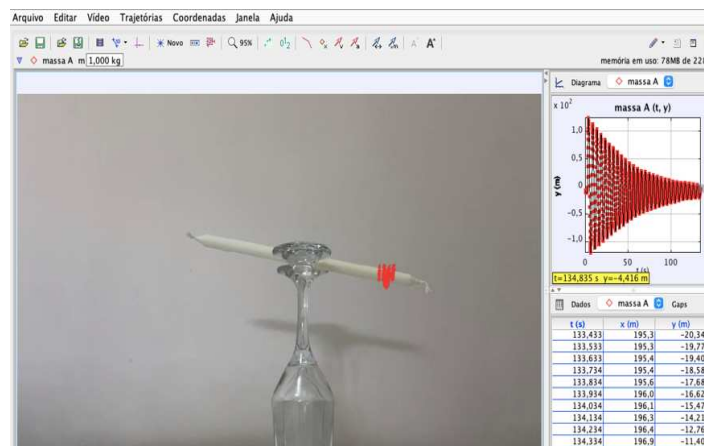 Arquivo Editar Vídeo Trajetórias Coordenadas Janela Ajuda
Novo 95%
massa A m 1,000 kg
memória em uso: 78MB de 228
Diagrama massa A
x 10²
massa A (t, y)
1,0
0,5
0
-0,5
-1,0
y (m)
0 50 100
t (s)
t=134,835 s y=-4,416 m
Dados massa A Gaps
t (s) x (m) y (m)
133,433 195,3 -20,34
133,533 195,3 -19,77
133,633 195,4 -19,40
133,734 195,4 -18,58
133,834 195,6 -17,68
133,934 196,0 -16,62
134,034 196,1 -15,47
134,134 196,3 -14,21
134,234 196,4 -12,76
134,334 196,9 -11,40